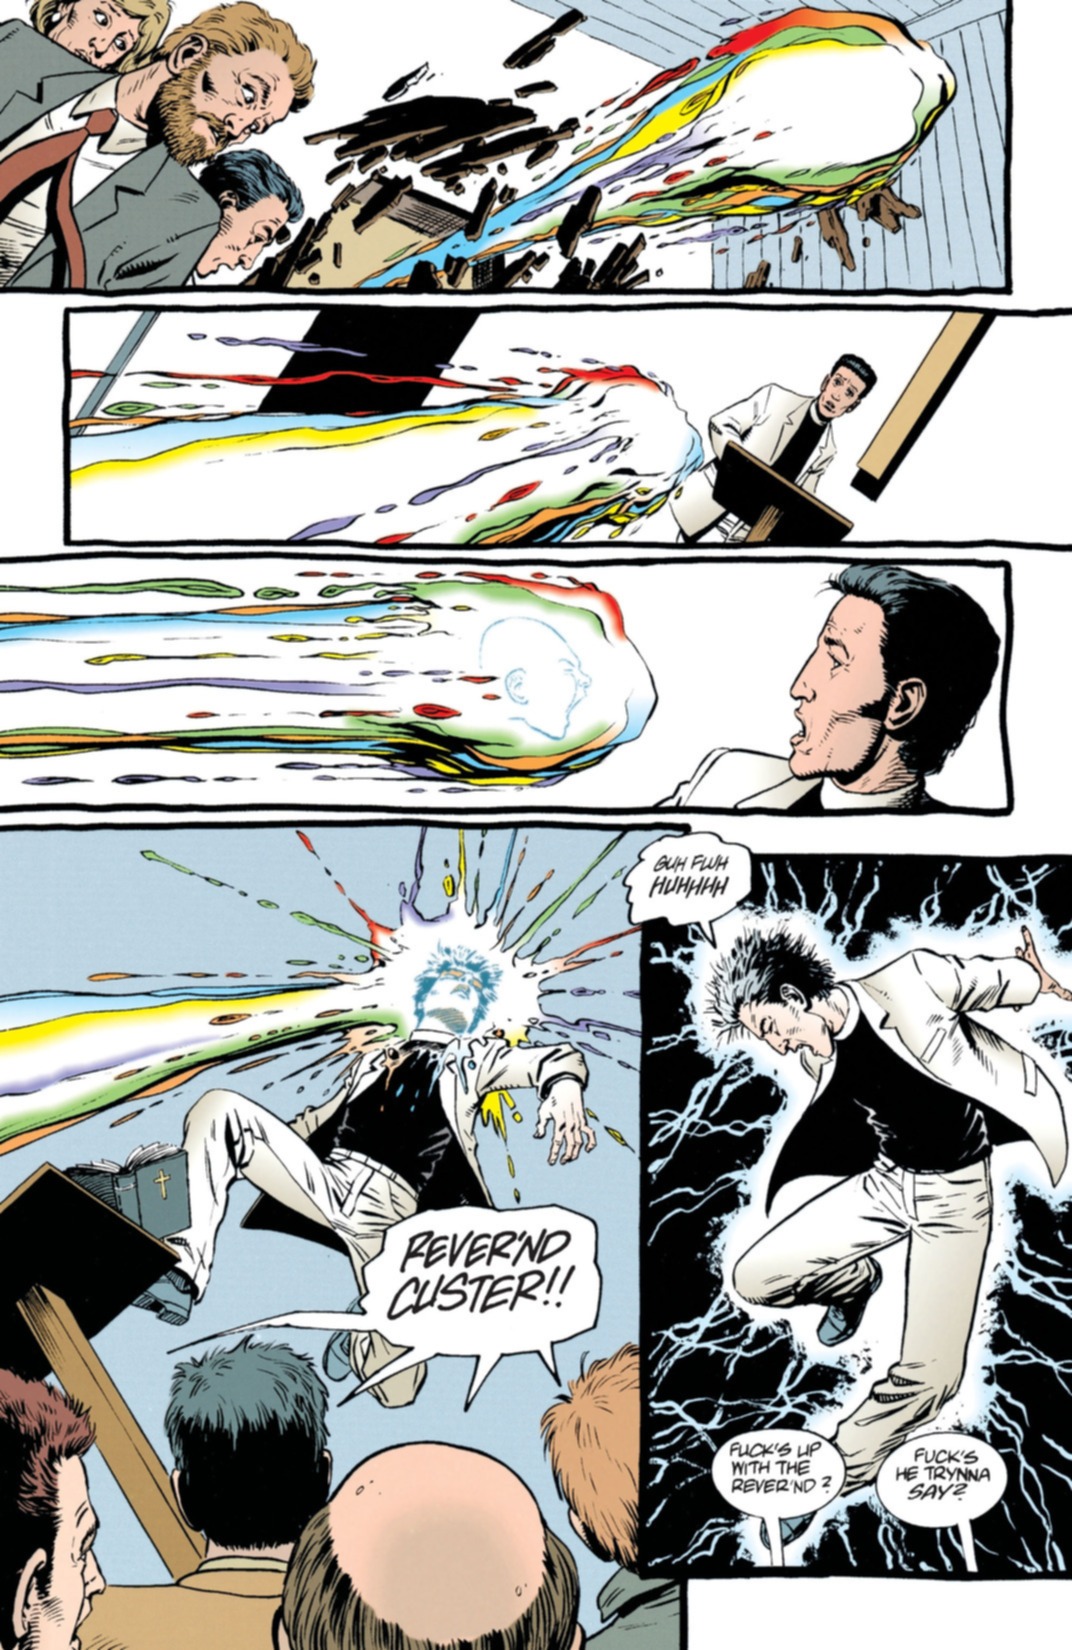 GUH FLUH
HUHHHH
REVER'ND
CUSTER!!
FUCK'S UP
WITH THE
REVER'ND?
FUCK'S
HE TRYNNA
SAY?